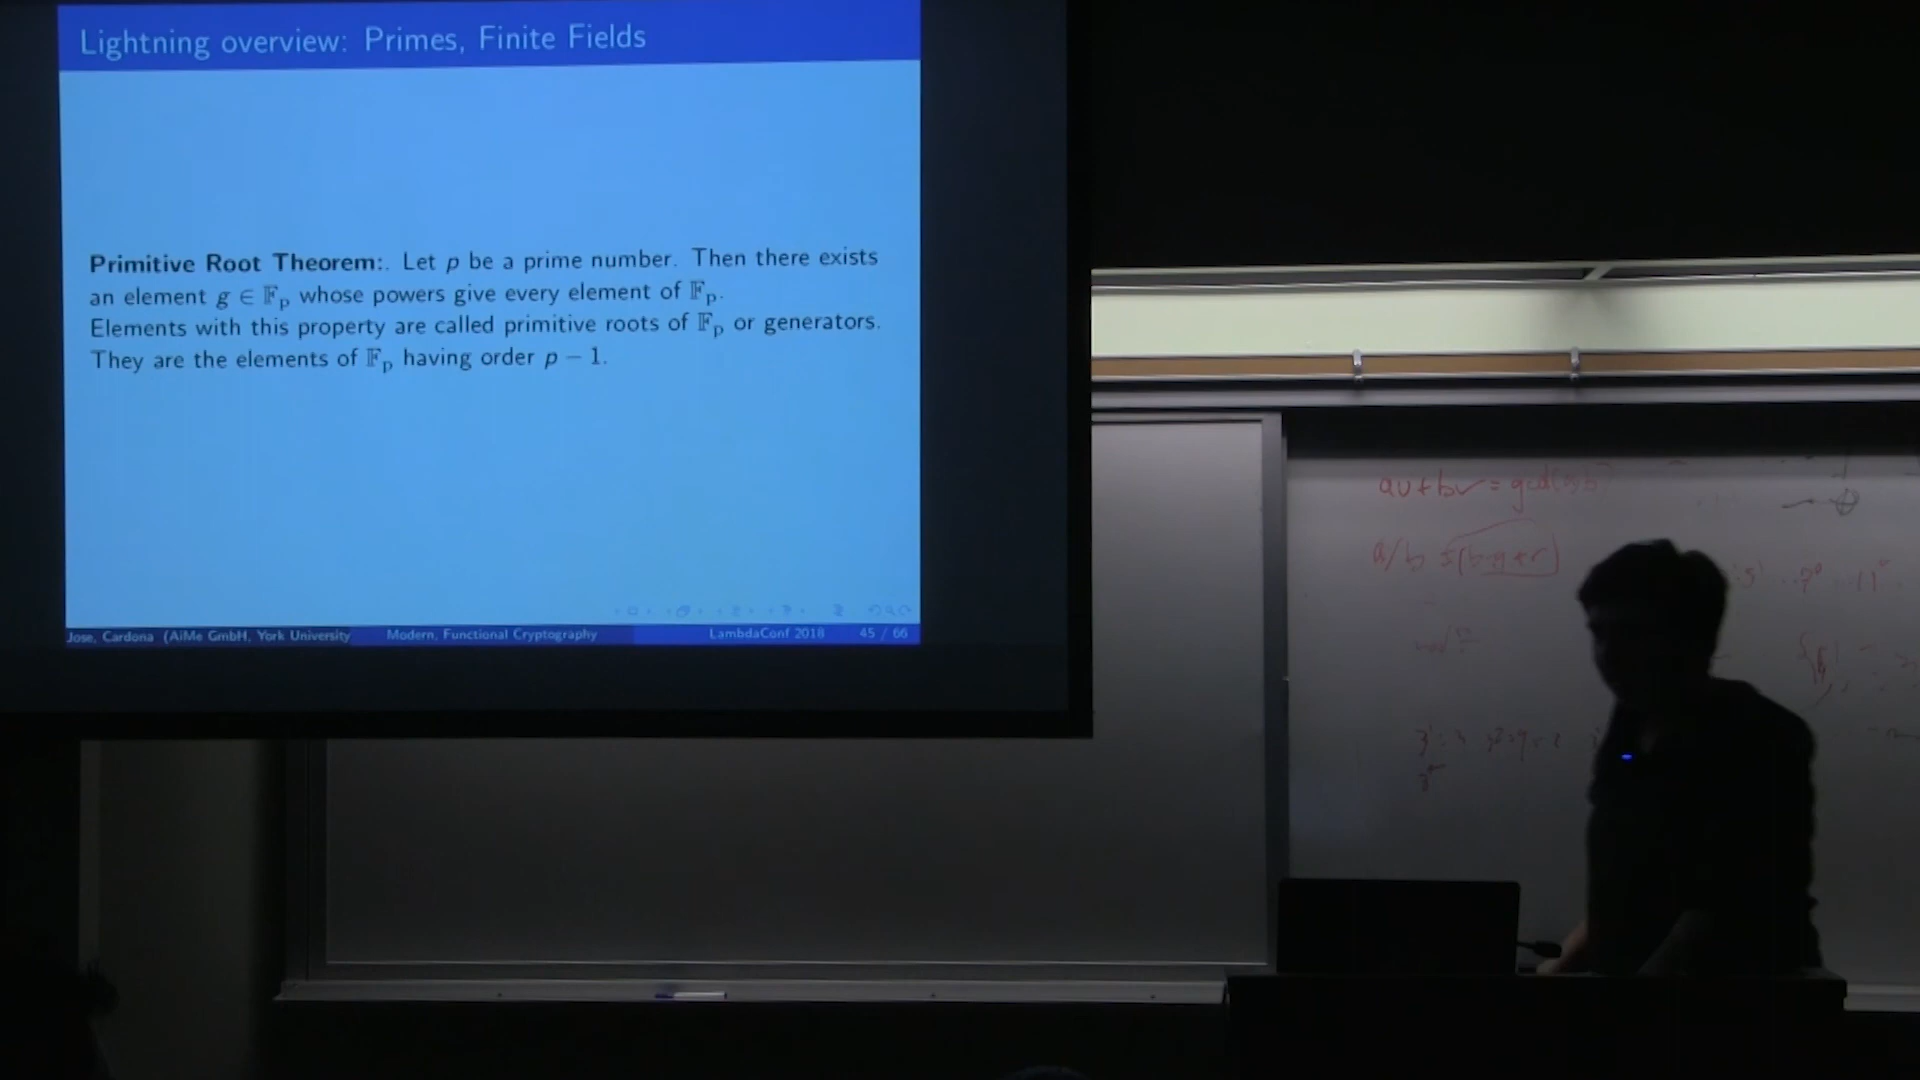 Lightning overview: Primes, Finite Fields
Primitive Root Theorem:. Let p be a prime number. Then there exists
an element g ∈ 𝔽p whose powers give every element of 𝔽p.
Elements with this property are called primitive roots of 𝔽p or generators.
They are the elements of 𝔽p having order p − 1.
Jose, Cardona (AiMe GmbH, York University Modern, Functional Cryptography LambdaConf 2018 45 / 66
au+bv = gcd(a,b)